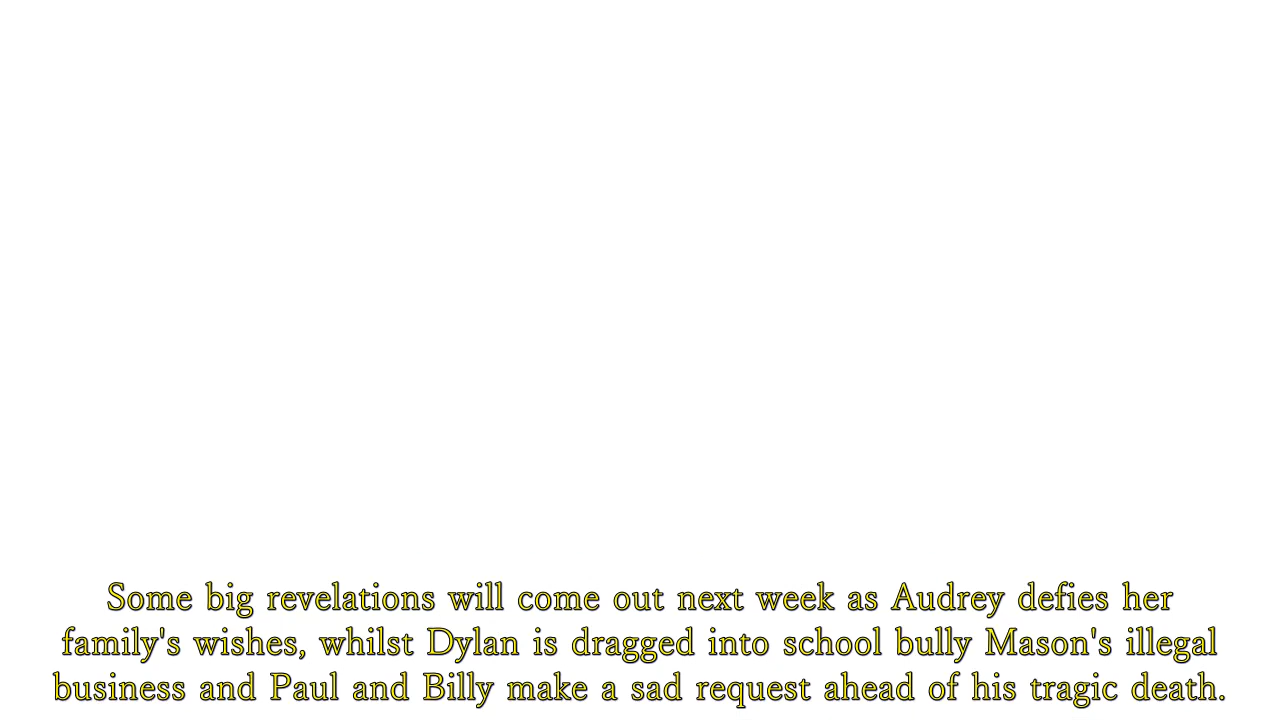 Some big revelations will come out next week as Audrey defies her
family's wishes, whilst Dylan is dragged into school bully Mason's illegal
business and Paul and Billy make a sad request ahead of his tragic death.